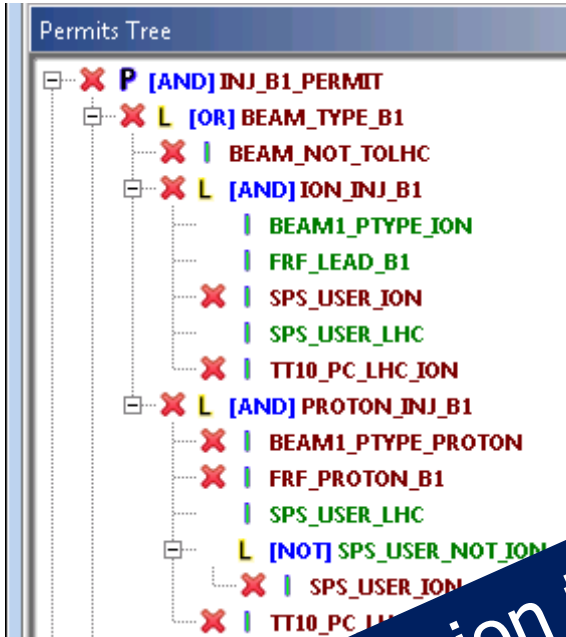 Permits Tree
P [AND] INJ_B1_PERMIT
L [OR] BEAM_TYPE_B1
BEAM_NOT_TOLHC
L [AND] ION_INJ_B1
BEAM1_PTYPE_ION
FRF_LEAD_B1
SPS_USER_ION
SPS_USER_LHC
TT10_PC_LHC_ION
L [AND] PROTON_INJ_B1
BEAM1_PTYPE_PROTON
FRF_PROTON_B1
SPS_USER_LHC
L [NOT] SPS_USER_NOT_ION
SPS_USER_ION
TT10_PC_